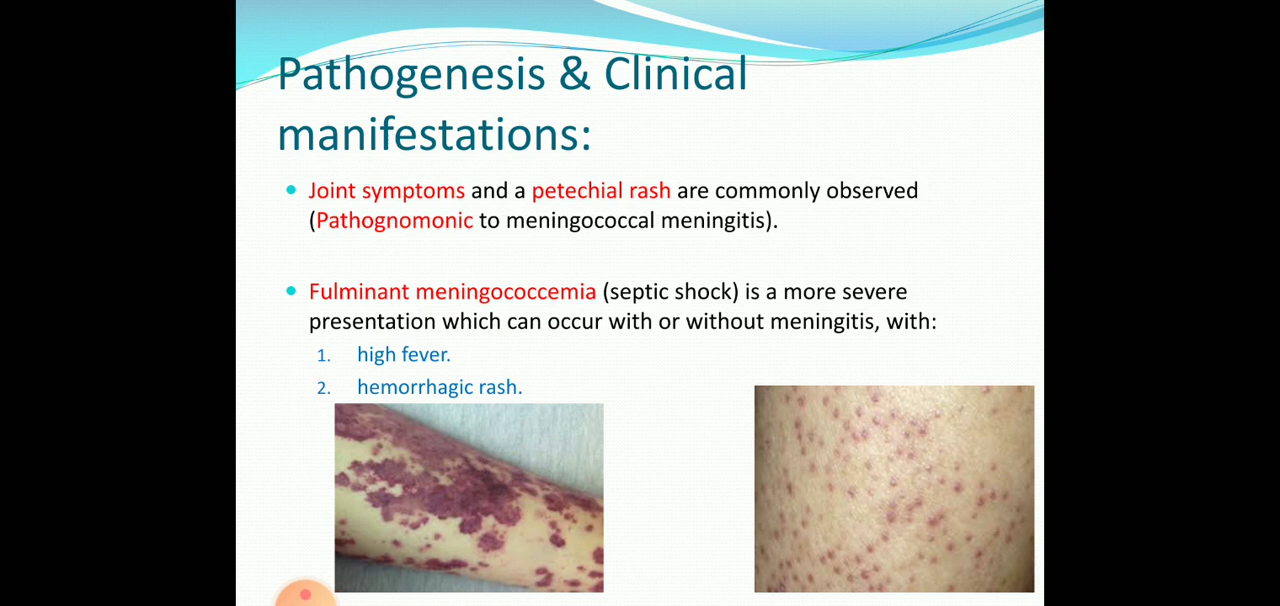 Pathogenesis & Clinical
manifestations:
• Joint symptoms and a petechial rash are commonly observed
(Pathognomonic to meningococcal meningitis).
• Fulminant meningococcemia (septic shock) is a more severe
presentation which can occur with or without meningitis, with:
1. high fever.
2. hemorrhagic rash.